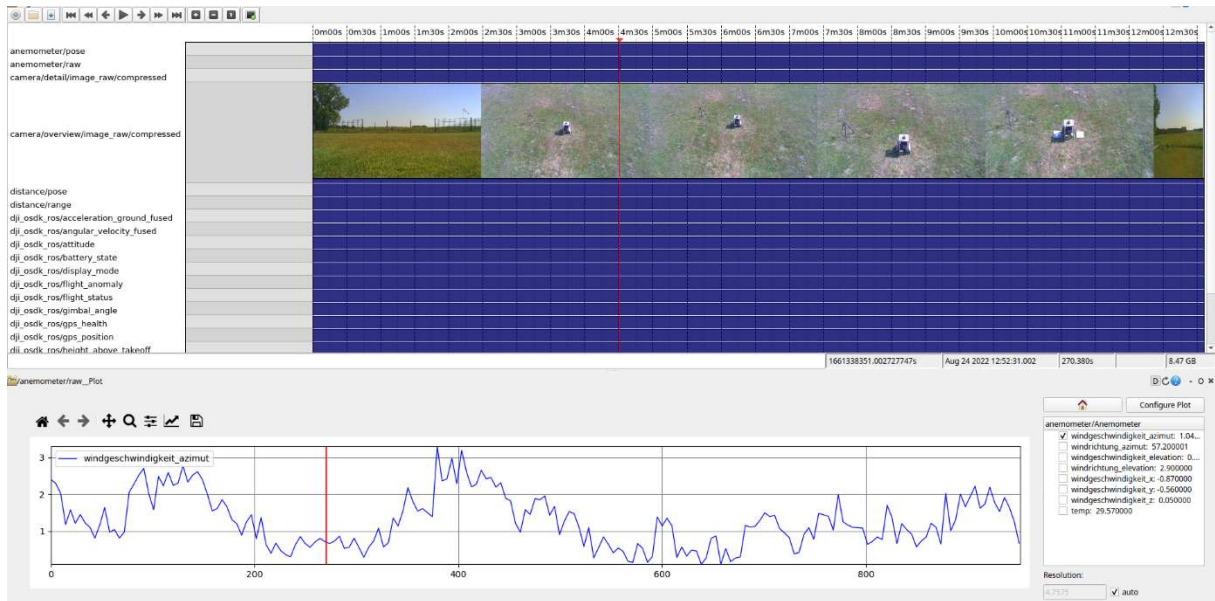 0m00s 0m30s 1m00s 1m30s 2m00s 2m30s 3m00s 3m30s 4m00s 4m30s 5m00s 5m30s 6m00s 6m30s 7m00s 7m30s 8m00s 8m30s 9m00s 9m30s 10m00s 10m30s 11m00s 11m30s 12m00s 12m30s
anemometer/pose
anemometer/raw
camera/detail/image_raw/compressed
camera/overview/image_raw/compressed
distance/pose
distance/range
dji_osdk_ros/acceleration_ground_fused
dji_osdk_ros/angular_velocity_fused
dji_osdk_ros/attitude
dji_osdk_ros/battery_state
dji_osdk_ros/display_mode
dji_osdk_ros/flight_anomaly
dji_osdk_ros/flight_status
dji_osdk_ros/gimbal_angle
dji_osdk_ros/gps_health
dji_osdk_ros/gps_position
dji_osdk_ros/height_above_takeoff
1661338351.002727747s Aug 24 2022 12:52:31.002 270.380s 8.47 GB
/anemometer/raw__Plot
D
- O
Configure Plot
anemometer/Anemometer
windgeschwindigkeit_azimut: 1.04...
windrichtung_azimut: 57.200001
windgeschwindigkeit_elevation: 0....
windrichtung_elevation: 2.900000
windgeschwindigkeit_x: -0.870000
windgeschwindigkeit_y: -0.560000
windgeschwindigkeit_z: 0.050000
temp: 29.570000
windgeschwindigkeit_azimut
3
2
1
0 200 400 600 800
Resolution:
4.7575 auto